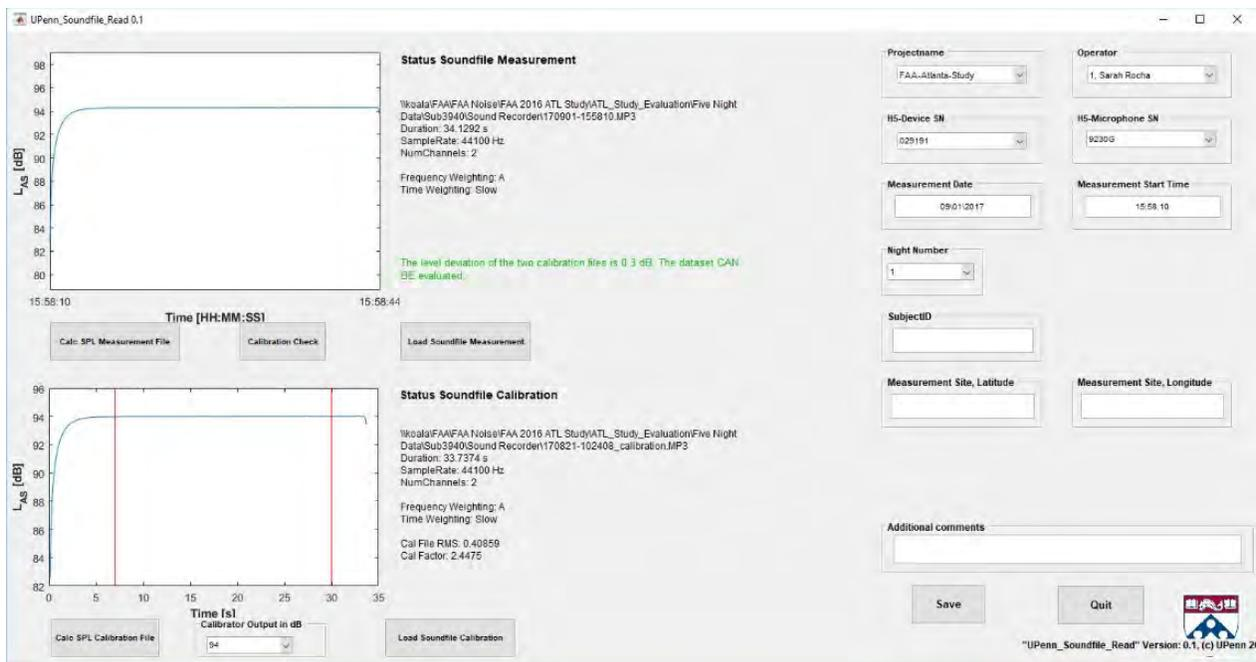 UPenn_Soundfile_Read 0.1
98
96
94
92
90
88
86
84
82
80
L_AS [dB]
15:58:10
15:58:44
Time [HH:MM:SS]
Status Soundfile Measurement
\\koala\FAA\FAA Noise\FAA 2016 ATL Study\ATL_Study_Evaluation\Five Night
Data\Sub3940\Sound Recorder\170901-155810.MP3
Duration: 34.1292 s
SampleRate: 44100 Hz
NumChannels: 2
Frequency Weighting: A
Time Weighting: Slow
The level deviation of the two calibration files is 0.3 dB. The dataset CAN
BE evaluated.
Calc SPL Measurement File
Calibration Check
Load Soundfile Measurement
96
94
92
90
88
86
84
82
L_AS [dB]
0 5 10 15 20 25 30 35
Time [s]
Status Soundfile Calibration
\\koala\FAA\FAA Noise\FAA 2016 ATL Study\ATL_Study_Evaluation\Five Night
Data\Sub3940\Sound Recorder\170821-102408_calibration.MP3
Duration: 33.7374 s
SampleRate: 44100 Hz
NumChannels: 2
Frequency Weighting: A
Time Weighting: Slow
Cal File RMS: 0.40859
Cal Factor: 2.4475
Calc SPL Calibration File
Calibrator Output in dB
94
Load Soundfile Calibration
Projectname
FAA-Atlanta-Study
Operator
1, Sarah Rocha
H5-Device SN
029191
H5-Microphone SN
9230G
Measurement Date
09\01\2017
Measurement Start Time
15:58:10
Night Number
1
SubjectID
Measurement Site, Latitude
Measurement Site, Longitude
Additional comments
Save
Quit
"UPenn_Soundfile_Read" Version: 0.1, (c) UPenn 20